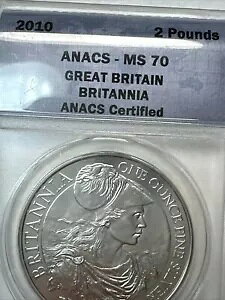 2010 2 Pounds
ANACS - MS 70
GREAT BRITAIN
BRITANNIA
ANACS Certified
BRITANNIA ONE OUNCE FINE SILVER